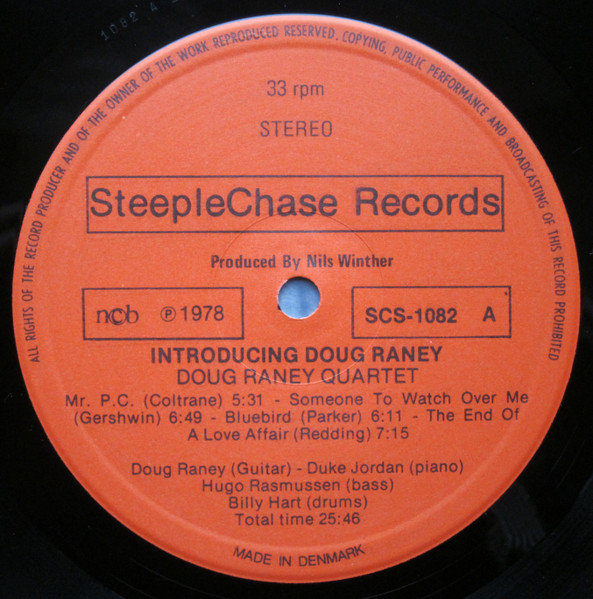 1082 A
ALL RIGHTS OF THE RECORD PRODUCER AND OF THE OWNER OF THE WORK REPRODUCED RESERVED. COPYING, PUBLIC PERFORMANCE AND BROADCASTING OF THIS RECORD PROHIBITED
33 rpm
STEREO
SteepleChase Records
Produced By Nils Winther
ncb ℗ 1978
SCS-1082 A
INTRODUCING DOUG RANEY
DOUG RANEY QUARTET
Mr. P.C. (Coltrane) 5:31 - Someone To Watch Over Me
(Gershwin) 6:49 - Bluebird (Parker) 6:11 - The End Of
A Love Affair (Redding) 7:15
Doug Raney (Guitar) - Duke Jordan (piano)
Hugo Rasmussen (bass)
Billy Hart (drums)
Total time 25:46
MADE IN DENMARK